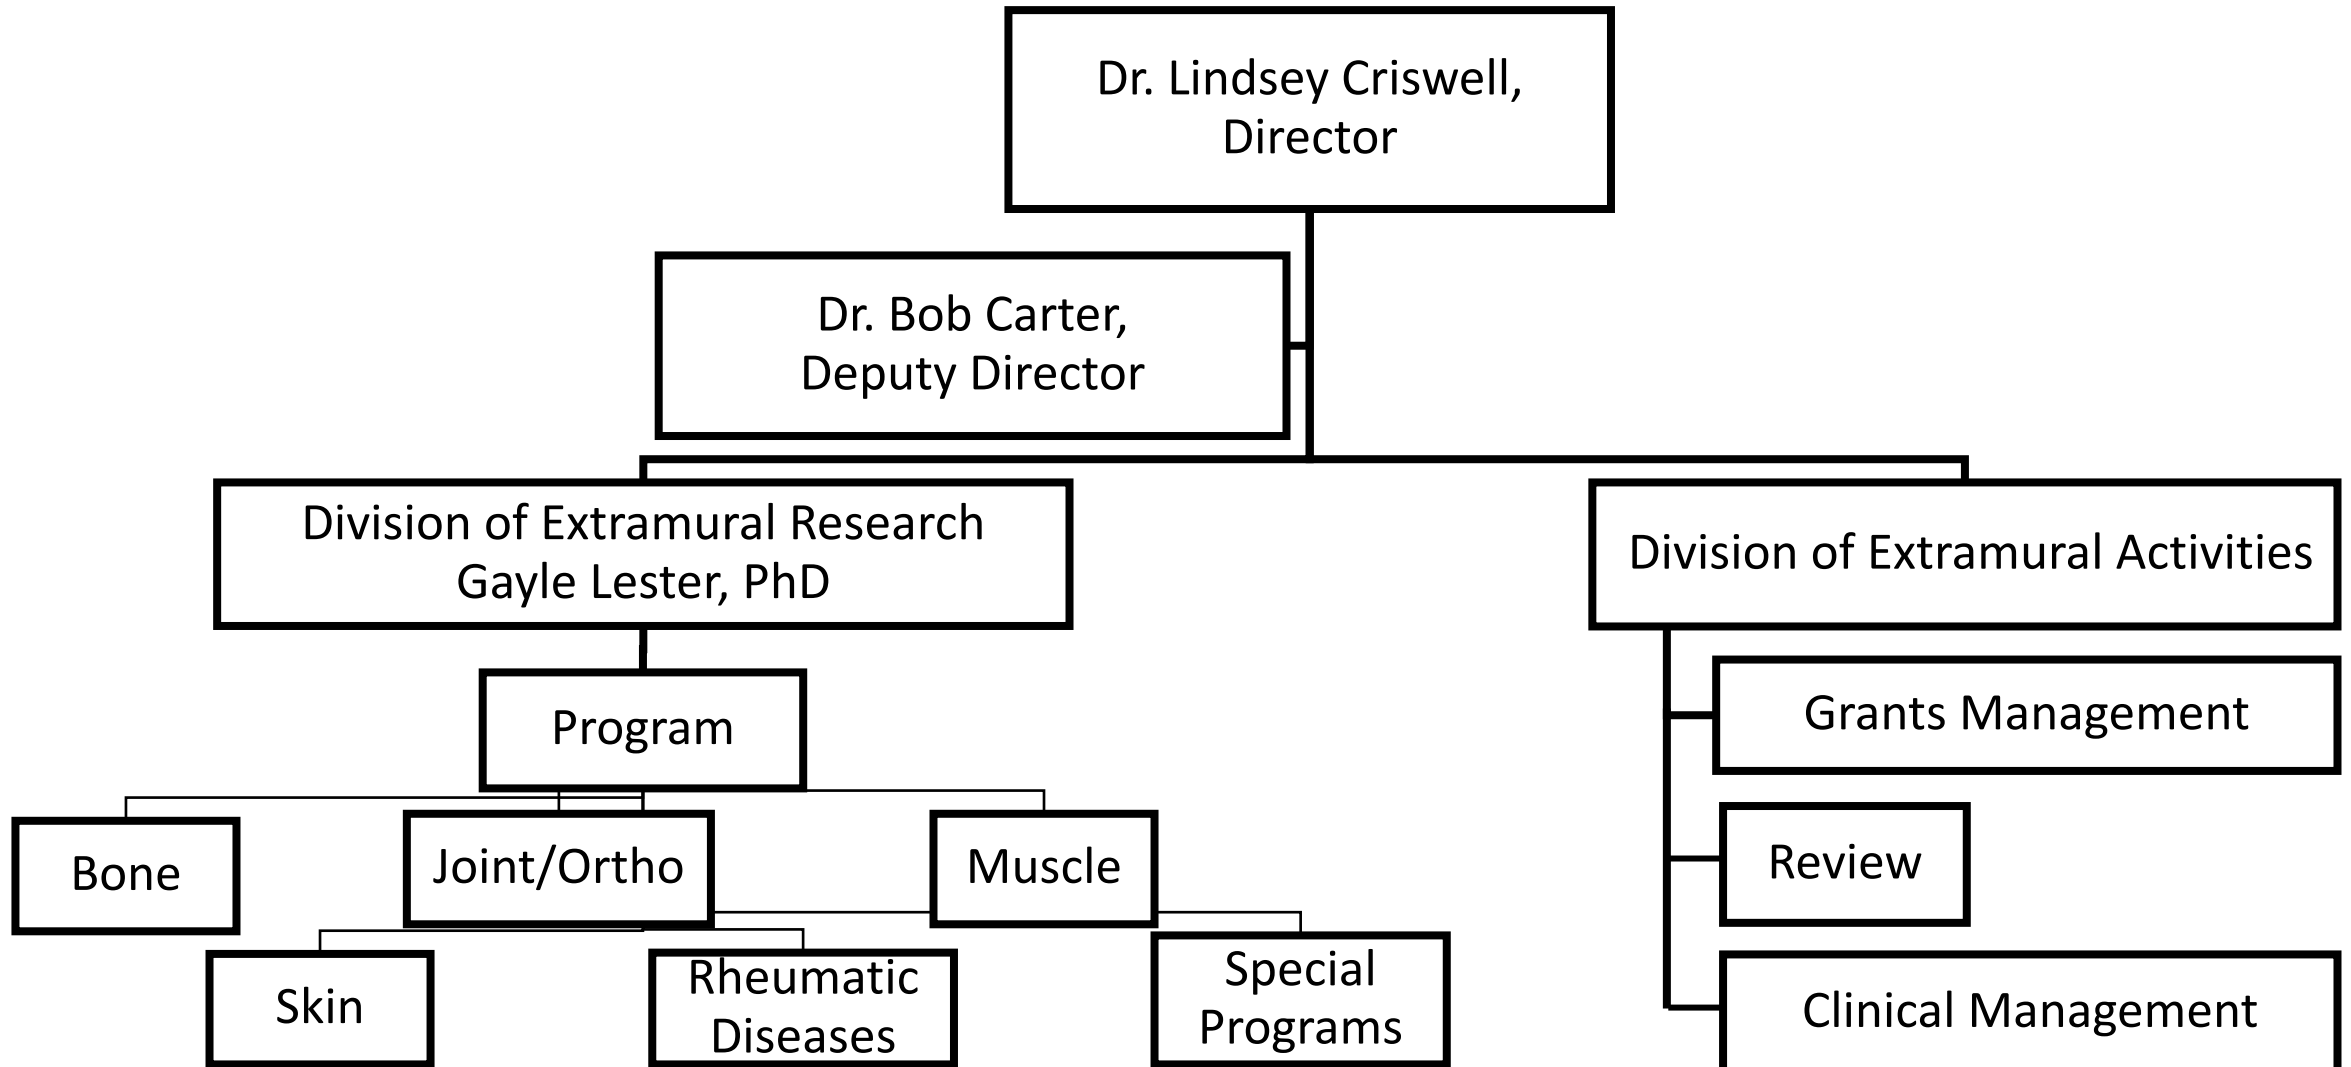 Dr. Lindsey Criswell,
Director
Dr. Bob Carter,
Deputy Director
Division of Extramural Research
Gayle Lester, PhD
Division of Extramural Activities
Program
Grants Management
Bone
Joint/Ortho
Muscle
Review
Skin
Rheumatic
Diseases
Special
Programs
Clinical Management